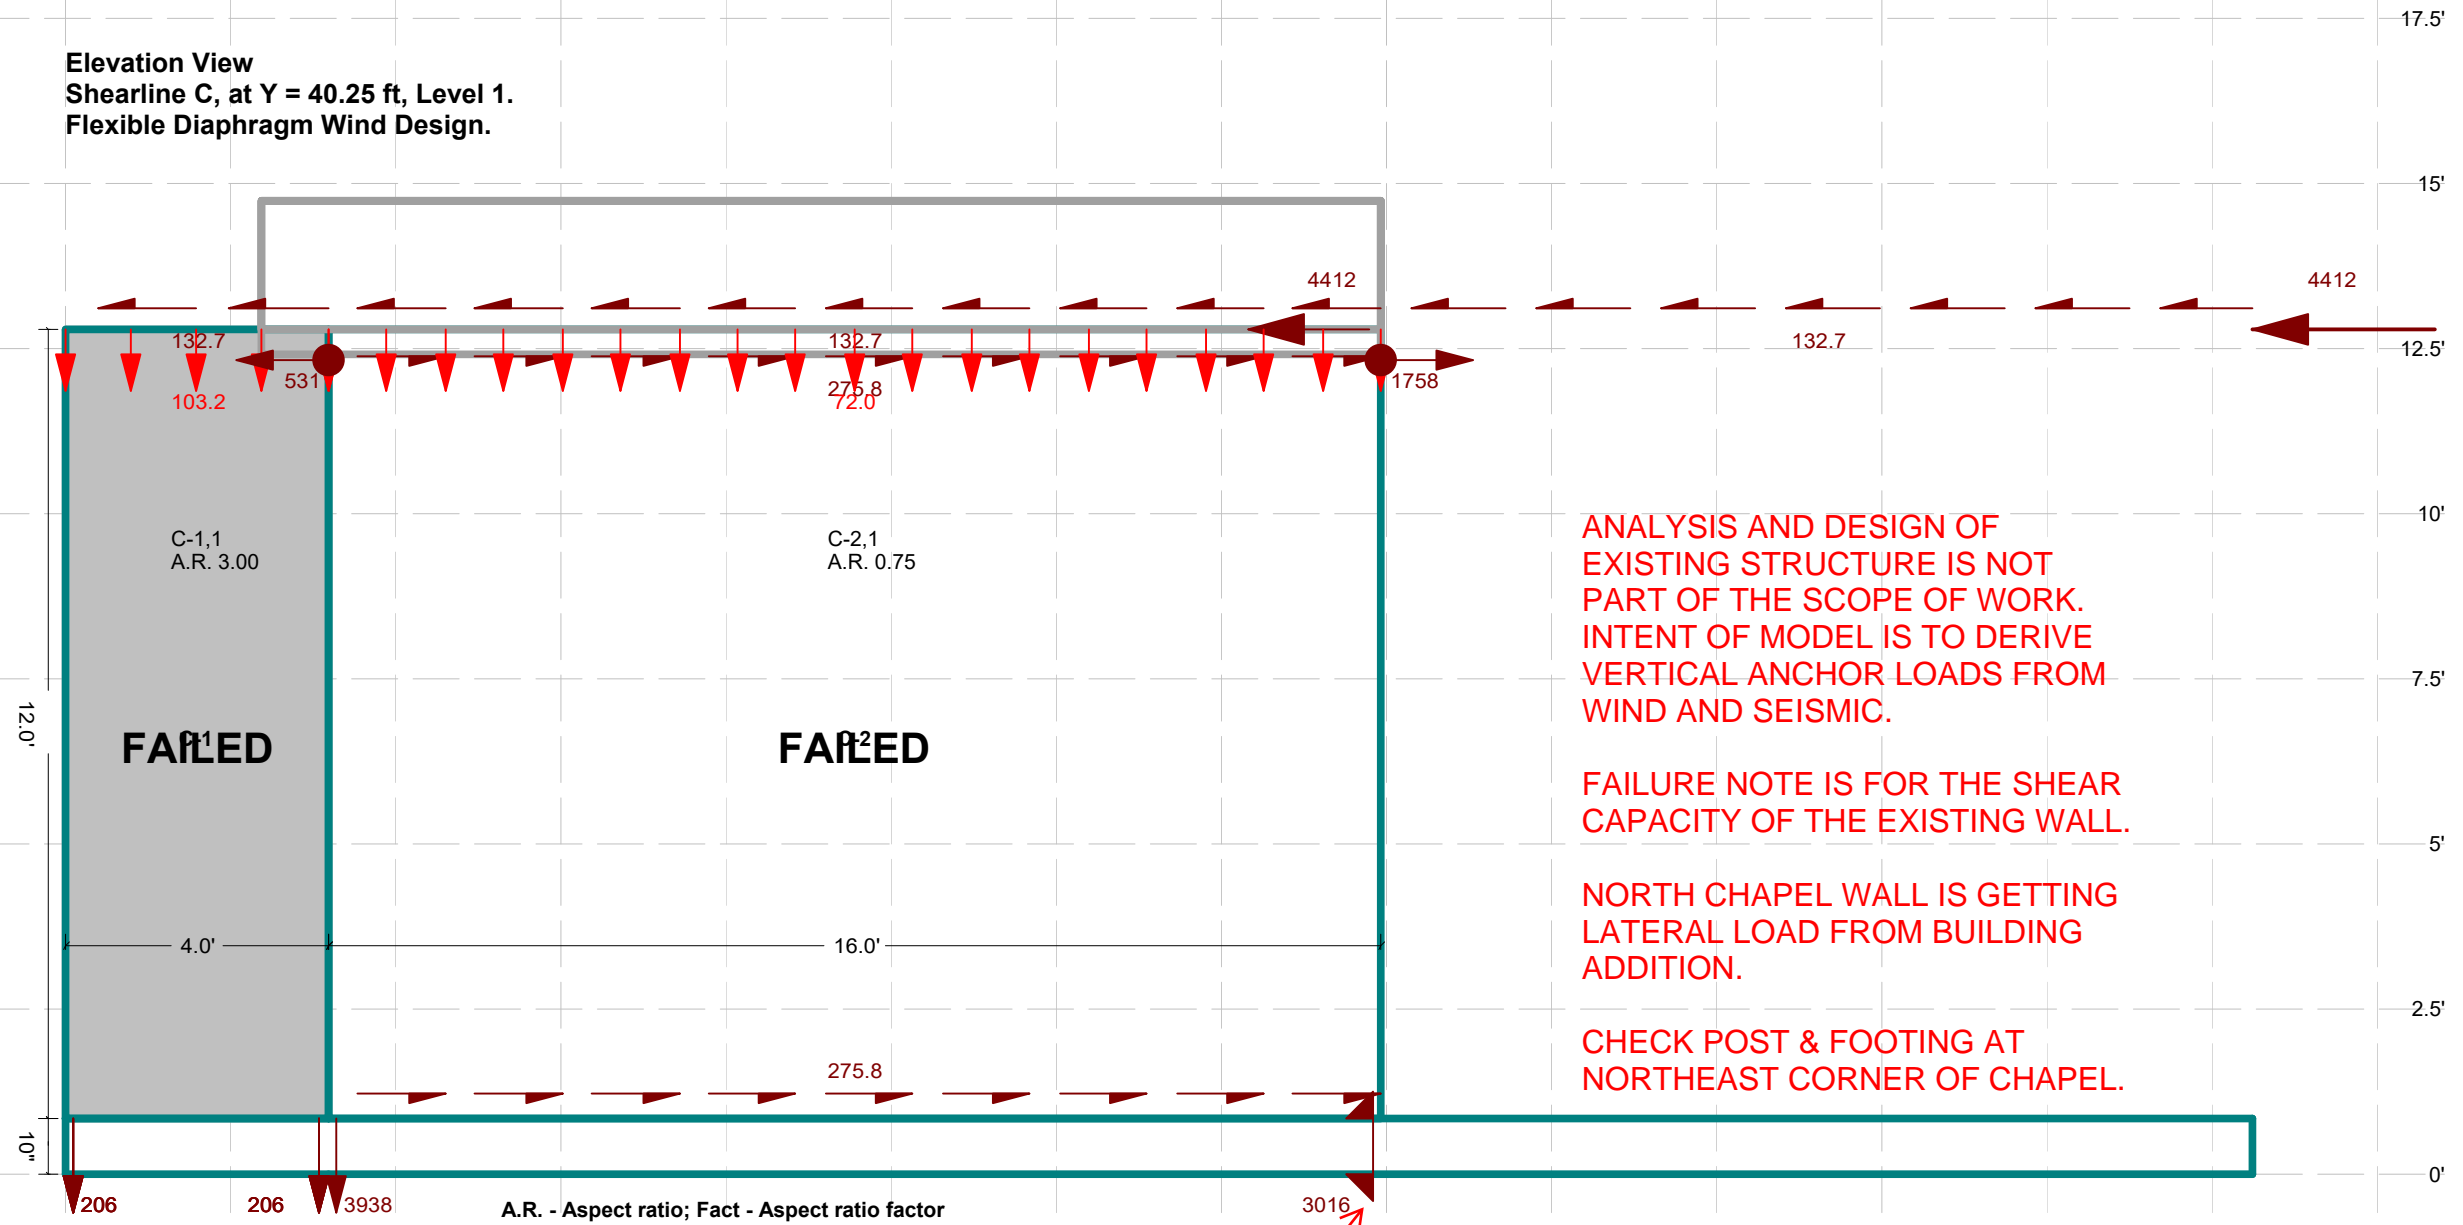 17.5'
Elevation View
Shearline C, at Y = 40.25 ft, Level 1.
Flexible Diaphragm Wind Design.
15'
4412
4412
132.7
132.7
132.7
12.5'
531
1758
275.8
103.2
72.0
10'
C-1,1
A.R. 3.00
C-2,1
A.R. 0.75
ANALYSIS AND DESIGN OF
EXISTING STRUCTURE IS NOT
PART OF THE SCOPE OF WORK.
INTENT OF MODEL IS TO DERIVE
VERTICAL ANCHOR LOADS FROM
WIND AND SEISMIC.
7.5'
12.0'
C-1
FAILED
C-2
FAILED
FAILURE NOTE IS FOR THE SHEAR
CAPACITY OF THE EXISTING WALL.
5'
NORTH CHAPEL WALL IS GETTING
LATERAL LOAD FROM BUILDING
ADDITION.
4.0'
16.0'
2.5'
CHECK POST & FOOTING AT
NORTHEAST CORNER OF CHAPEL.
275.8
10"
0'
206
206
3938
3016
A.R. - Aspect ratio; Fact - Aspect ratio factor